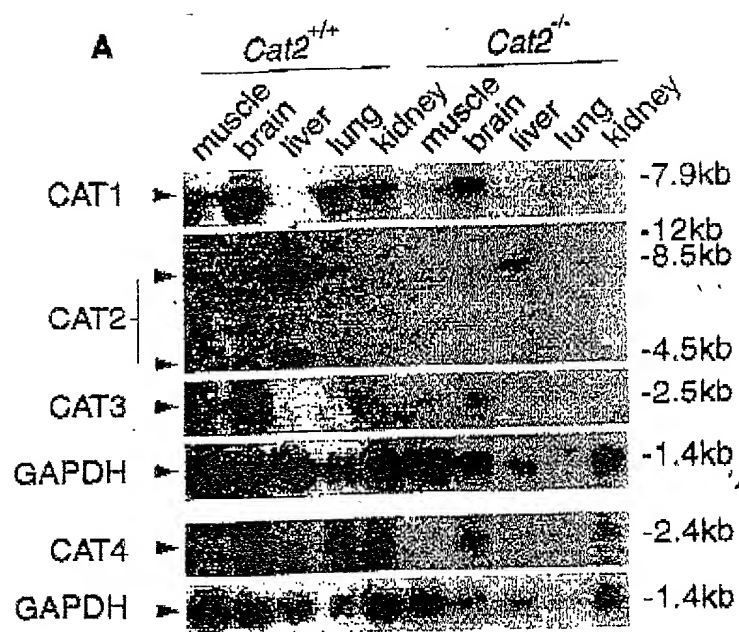 A
Cat2+/+ Cat2-/-
muscle brain liver lung kidney muscle brain liver lung kidney
CAT1 -7.9kb
-12kb
-8.5kb
CAT2
-4.5kb
CAT3 -2.5kb
GAPDH -1.4kb
CAT4 -2.4kb
GAPDH -1.4kb